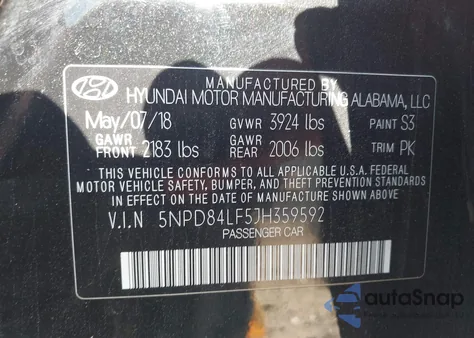 MANUFACTURED BY
HYUNDAI MOTOR MANUFACTURING ALABAMA, LLC
May/07/18 GVWR 3924 lbs PAINT S3
GAWR FRONT 2183 lbs GAWR REAR 2006 lbs TRIM PK
THIS VEHICLE CONFORMS TO ALL APPLICABLE U.S.A. FEDERAL
MOTOR VEHICLE SAFETY, BUMPER, AND THEFT PREVENTION STANDARDS
IN EFFECT ON THE DATE OF MANUFACTURE SHOWN ABOVE.
V.I.N 5NPD84LF5JH359592
PASSENGER CAR
autoSnap